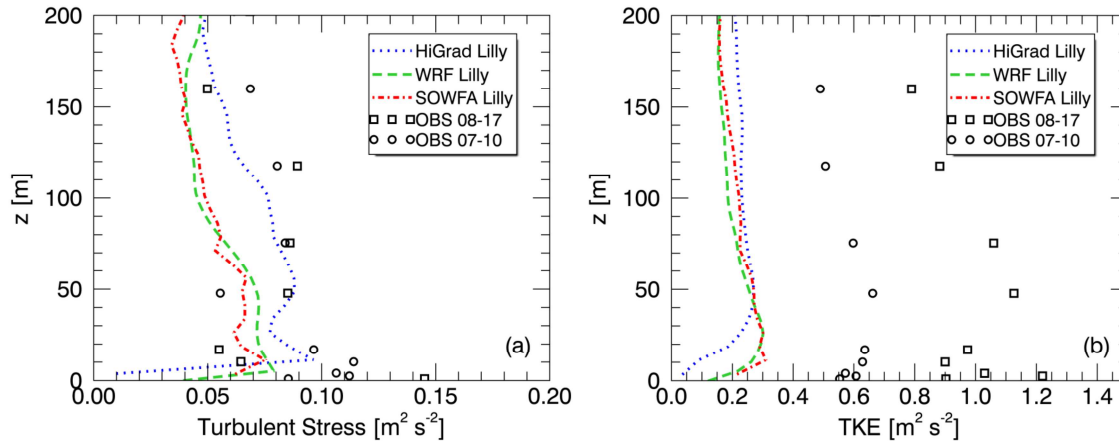 200
150
100
50
0
z [m]
HiGrad Lilly
WRF Lilly
SOWFA Lilly
OBS 08-17
OBS 07-10
(a)
0.00 0.05 0.10 0.15 0.20
Turbulent Stress [m² s⁻²]
200
150
100
50
0
z [m]
HiGrad Lilly
WRF Lilly
SOWFA Lilly
OBS 08-17
OBS 07-10
(b)
0.0 0.2 0.4 0.6 0.8 1.0 1.2 1.4
TKE [m² s⁻²]